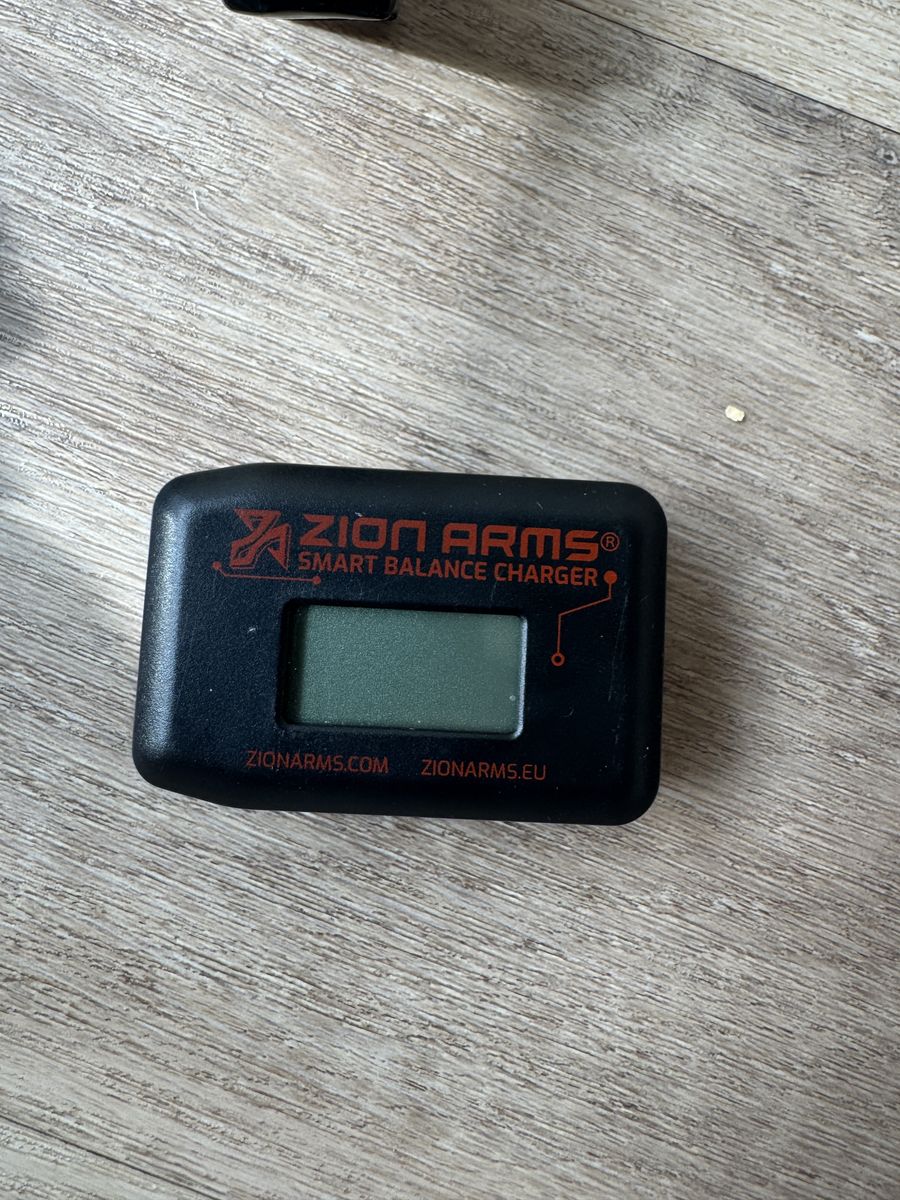 ZION ARMS®
SMART BALANCE CHARGER
ZIONARMS.COM ZIONARMS.EU